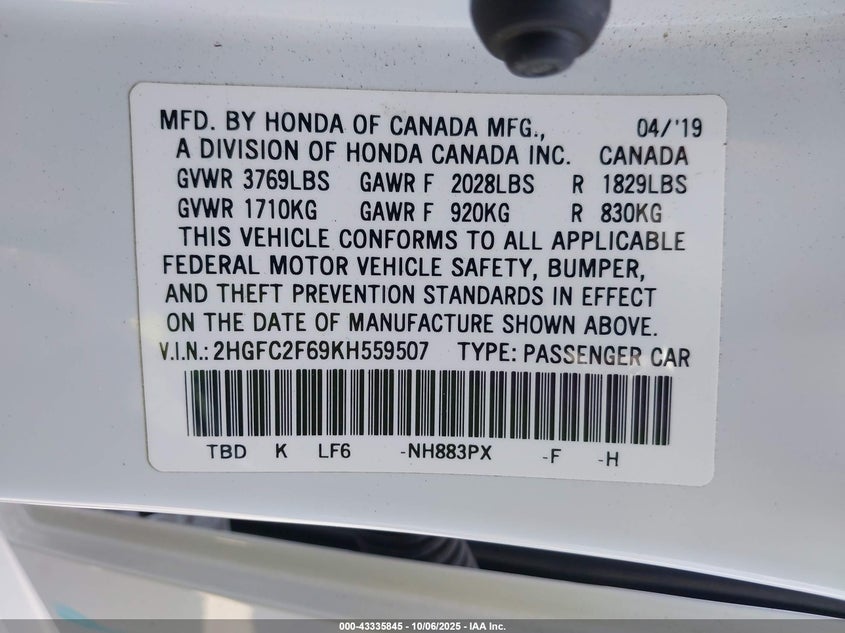 MFD. BY HONDA OF CANADA MFG., 04/'19
A DIVISION OF HONDA CANADA INC. CANADA
GVWR 3769LBS GAWR F 2028LBS R 1829LBS
GVWR 1710KG GAWR F 920KG R 830KG
THIS VEHICLE CONFORMS TO ALL APPLICABLE
FEDERAL MOTOR VEHICLE SAFETY, BUMPER,
AND THEFT PREVENTION STANDARDS IN EFFECT
ON THE DATE OF MANUFACTURE SHOWN ABOVE.
V.I.N.: 2HGFC2F69KH559507 TYPE: PASSENGER CAR
TBD K LF6 -NH883PX -F -H
000-43335845 - 10/06/2025 - IAA Inc.